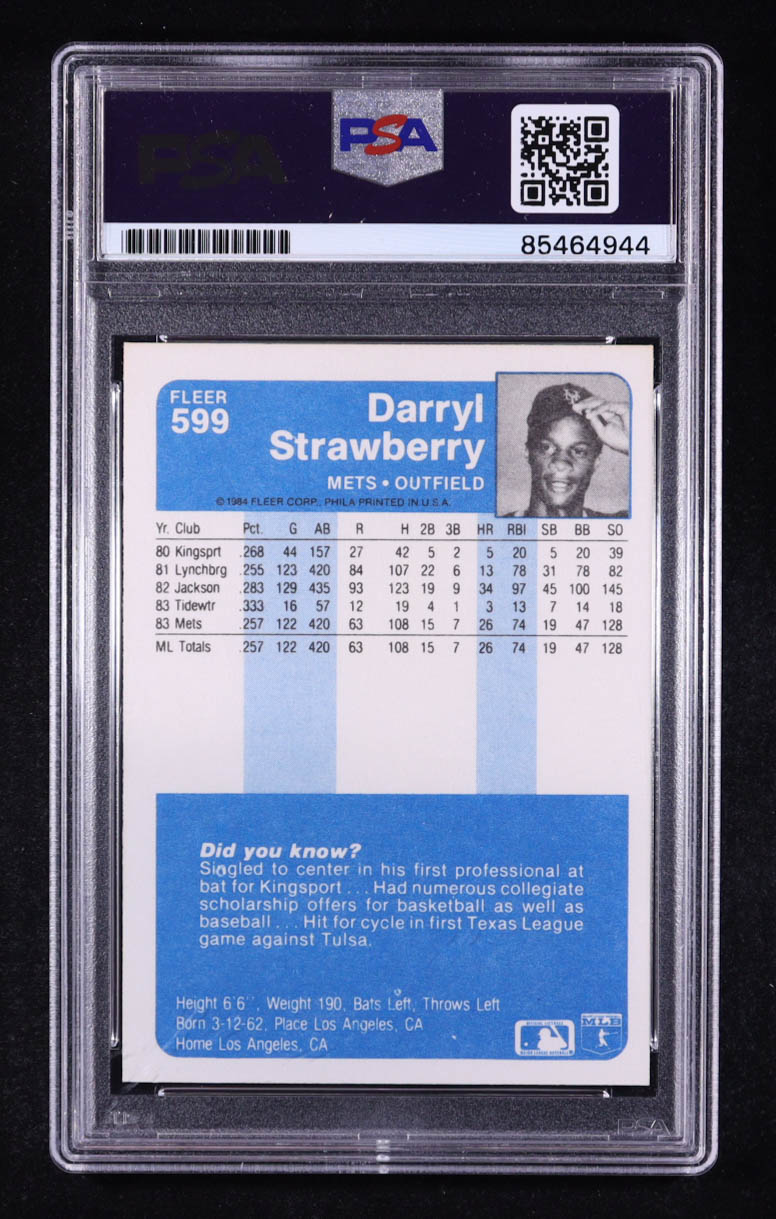 PSA
PSA
85464944
FLEER
599
Darryl
Strawberry
METS • OUTFIELD
© 1984 FLEER CORP., PHILA PRINTED IN U.S.A.
Yr. Club Pct. G AB R H 2B 3B HR RBI SB BB SO
80 Kingsprt .268 44 157 27 42 5 2 5 20 5 20 39
81 Lynchbrg .255 123 420 84 107 22 6 13 78 31 78 82
82 Jackson .283 129 435 93 123 19 9 34 97 45 100 145
83 Tidewtr .333 16 57 12 19 4 1 3 13 7 14 18
83 Mets .257 122 420 63 108 15 7 26 74 19 47 128
ML Totals .257 122 420 63 108 15 7 26 74 19 47 128
Did you know?
Singled to center in his first professional at
bat for Kingsport . . . Had numerous collegiate
scholarship offers for basketball as well as
baseball . . . Hit for cycle in first Texas League
game against Tulsa.
Height 6'6'', Weight 190, Bats Left, Throws Left
Born 3-12-62, Place Los Angeles, CA
Home Los Angeles, CA
MLB
PSA